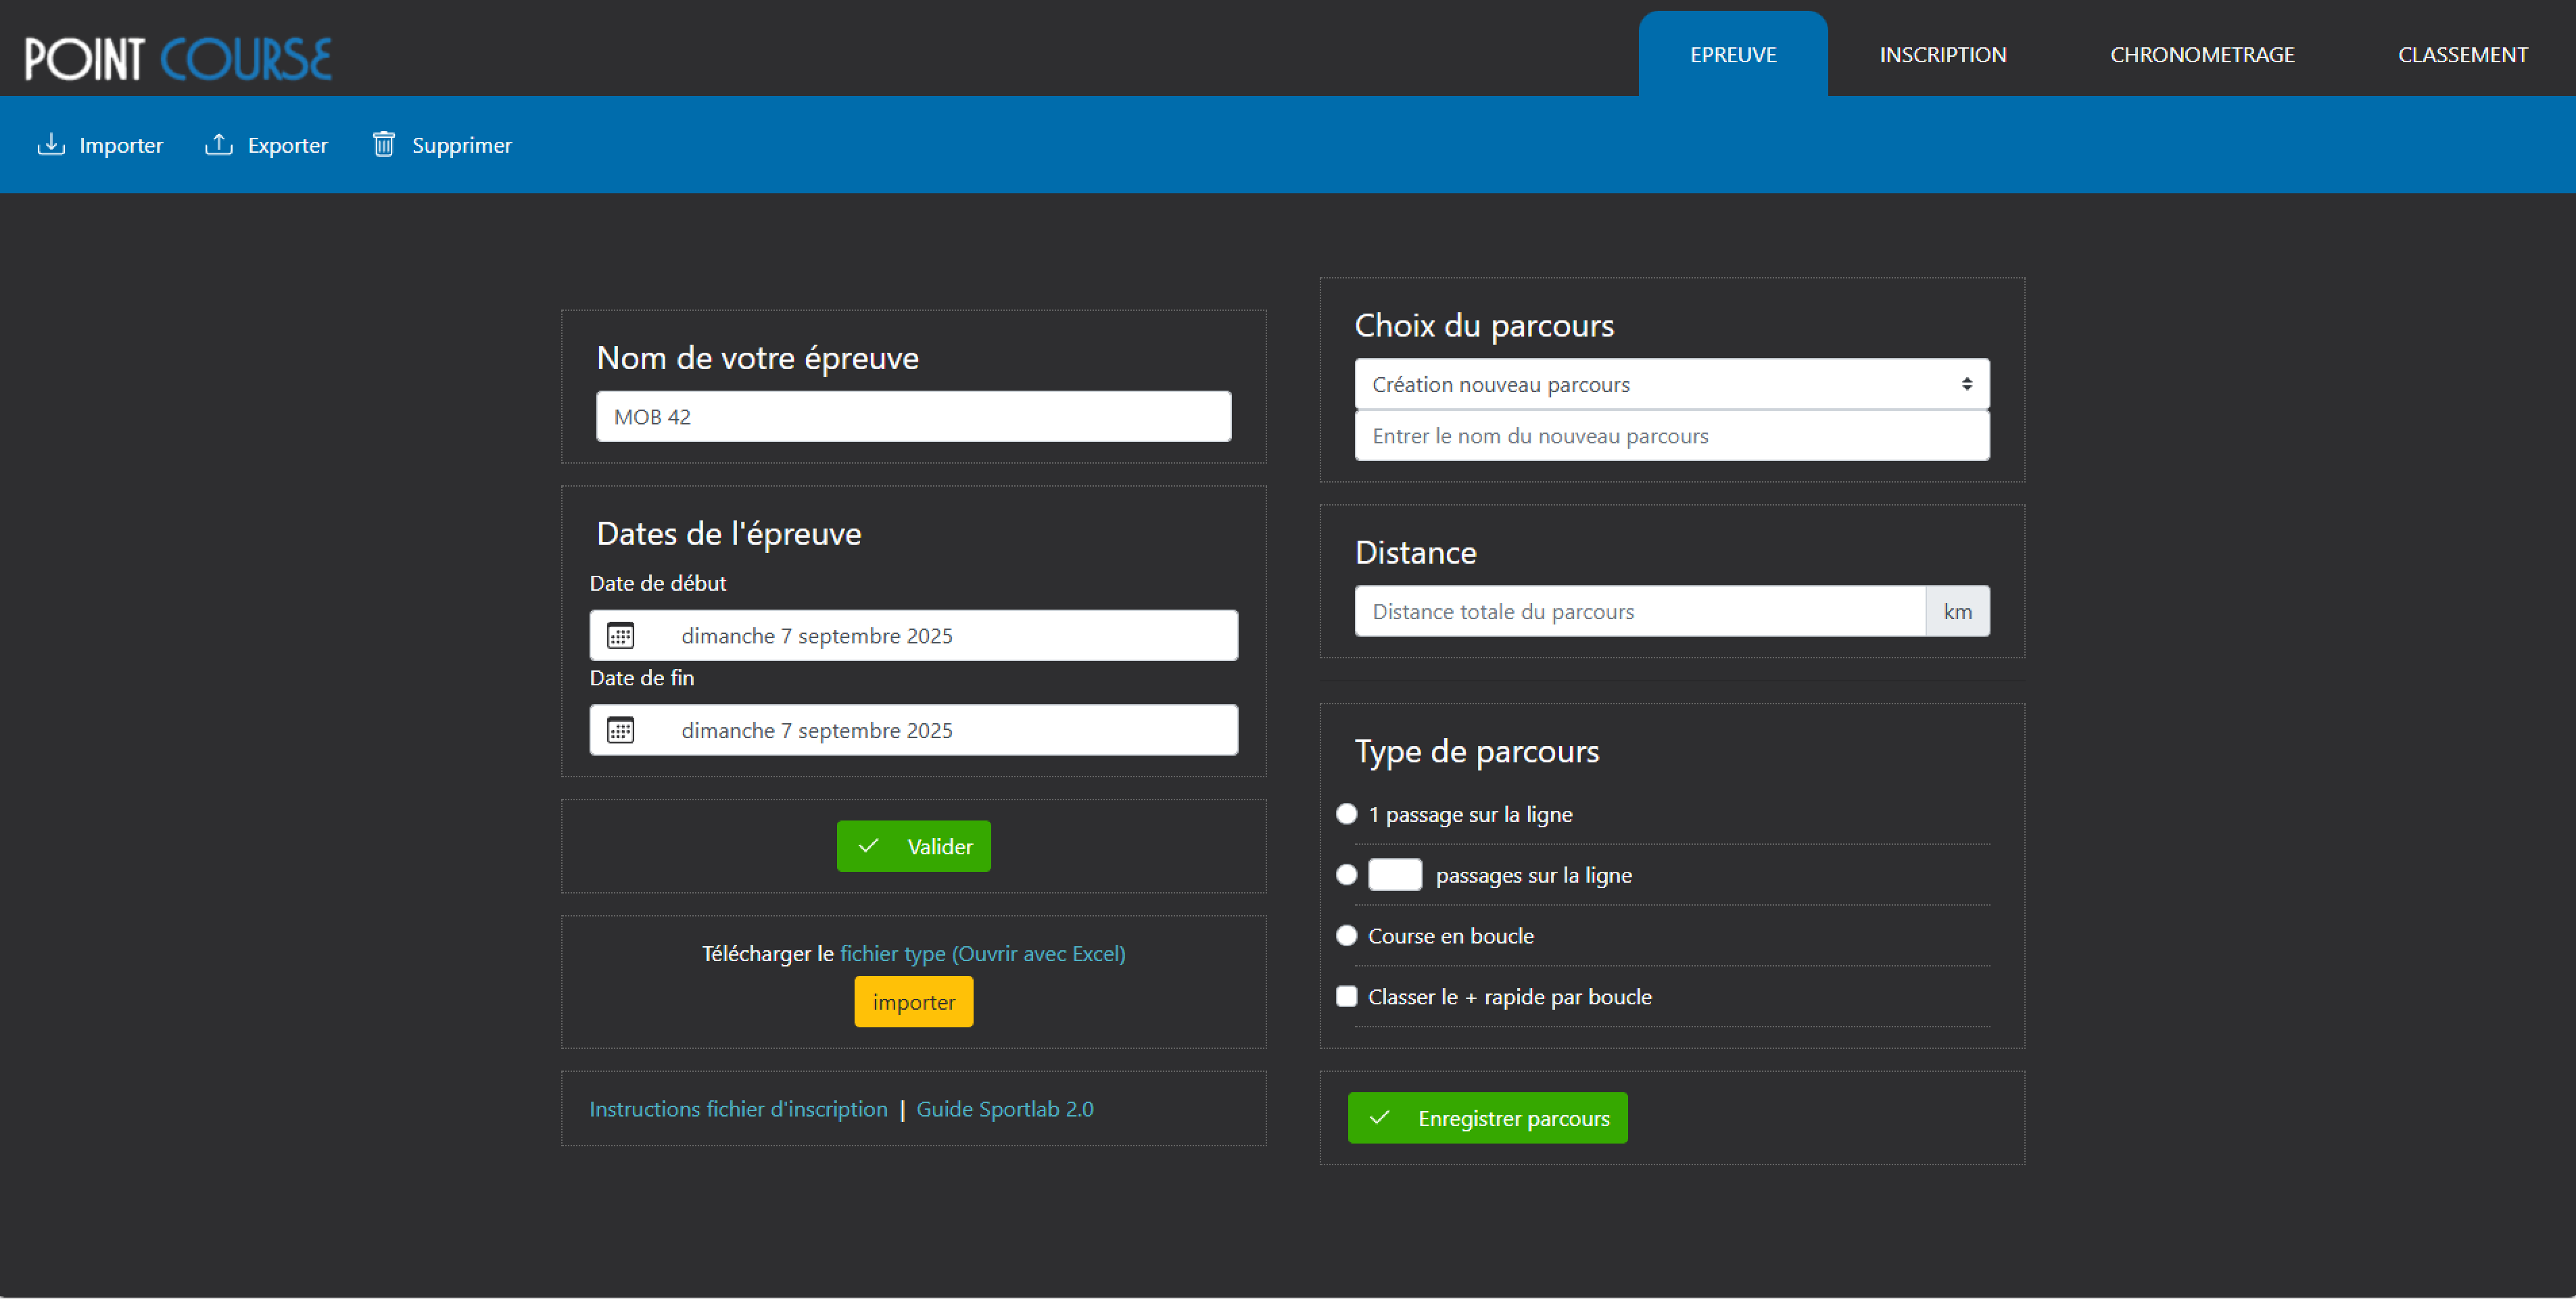 POINT COURSE
EPREUVE
INSCRIPTION
CHRONOMETRAGE
CLASSEMENT
Importer
Exporter
Supprimer
Nom de votre épreuve
MOB 42
Dates de l'épreuve
Date de début
dimanche 7 septembre 2025
Date de fin
dimanche 7 septembre 2025
Valider
Télécharger le fichier type (Ouvrir avec Excel)
importer
Instructions fichier d'inscription | Guide Sportlab 2.0
Choix du parcours
Création nouveau parcours
Entrer le nom du nouveau parcours
Distance
Distance totale du parcours km
Type de parcours
1 passage sur la ligne
passages sur la ligne
Course en boucle
Classer le + rapide par boucle
Enregistrer parcours